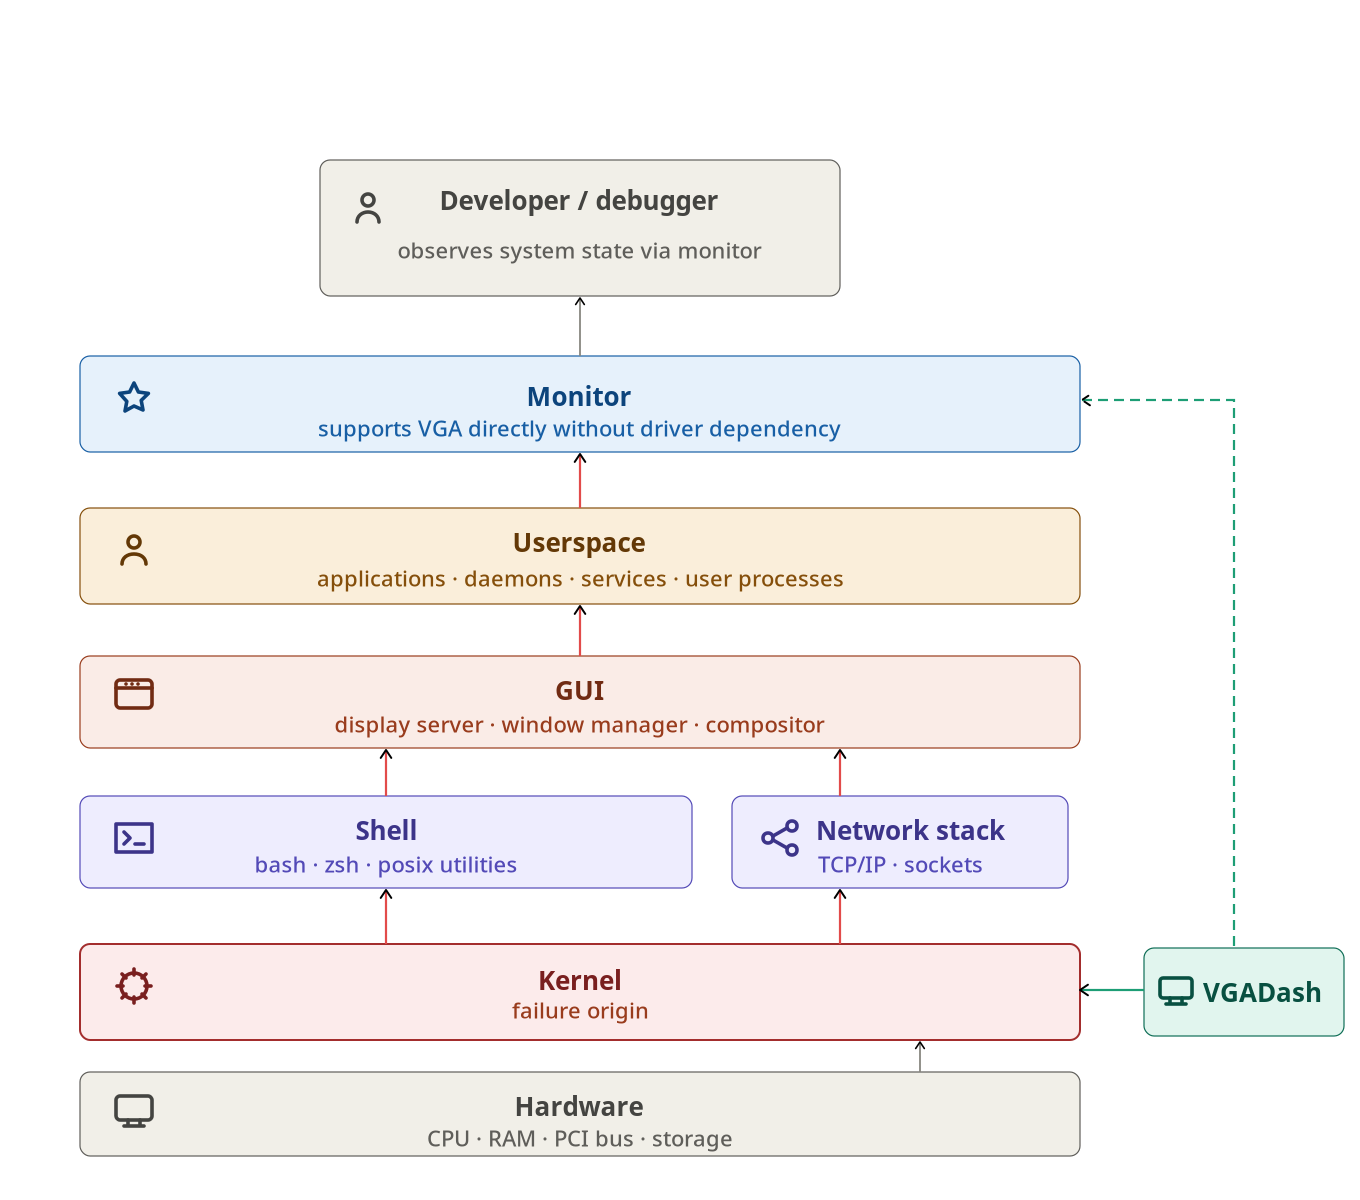 Developer / debugger
observes system state via monitor
Monitor
supports VGA directly without driver dependency
Userspace
applications · daemons · services · user processes
GUI
display server · window manager · compositor
Shell
bash · zsh · posix utilities
Network stack
TCP/IP · sockets
Kernel
failure origin
VGADash
Hardware
CPU · RAM · PCI bus · storage